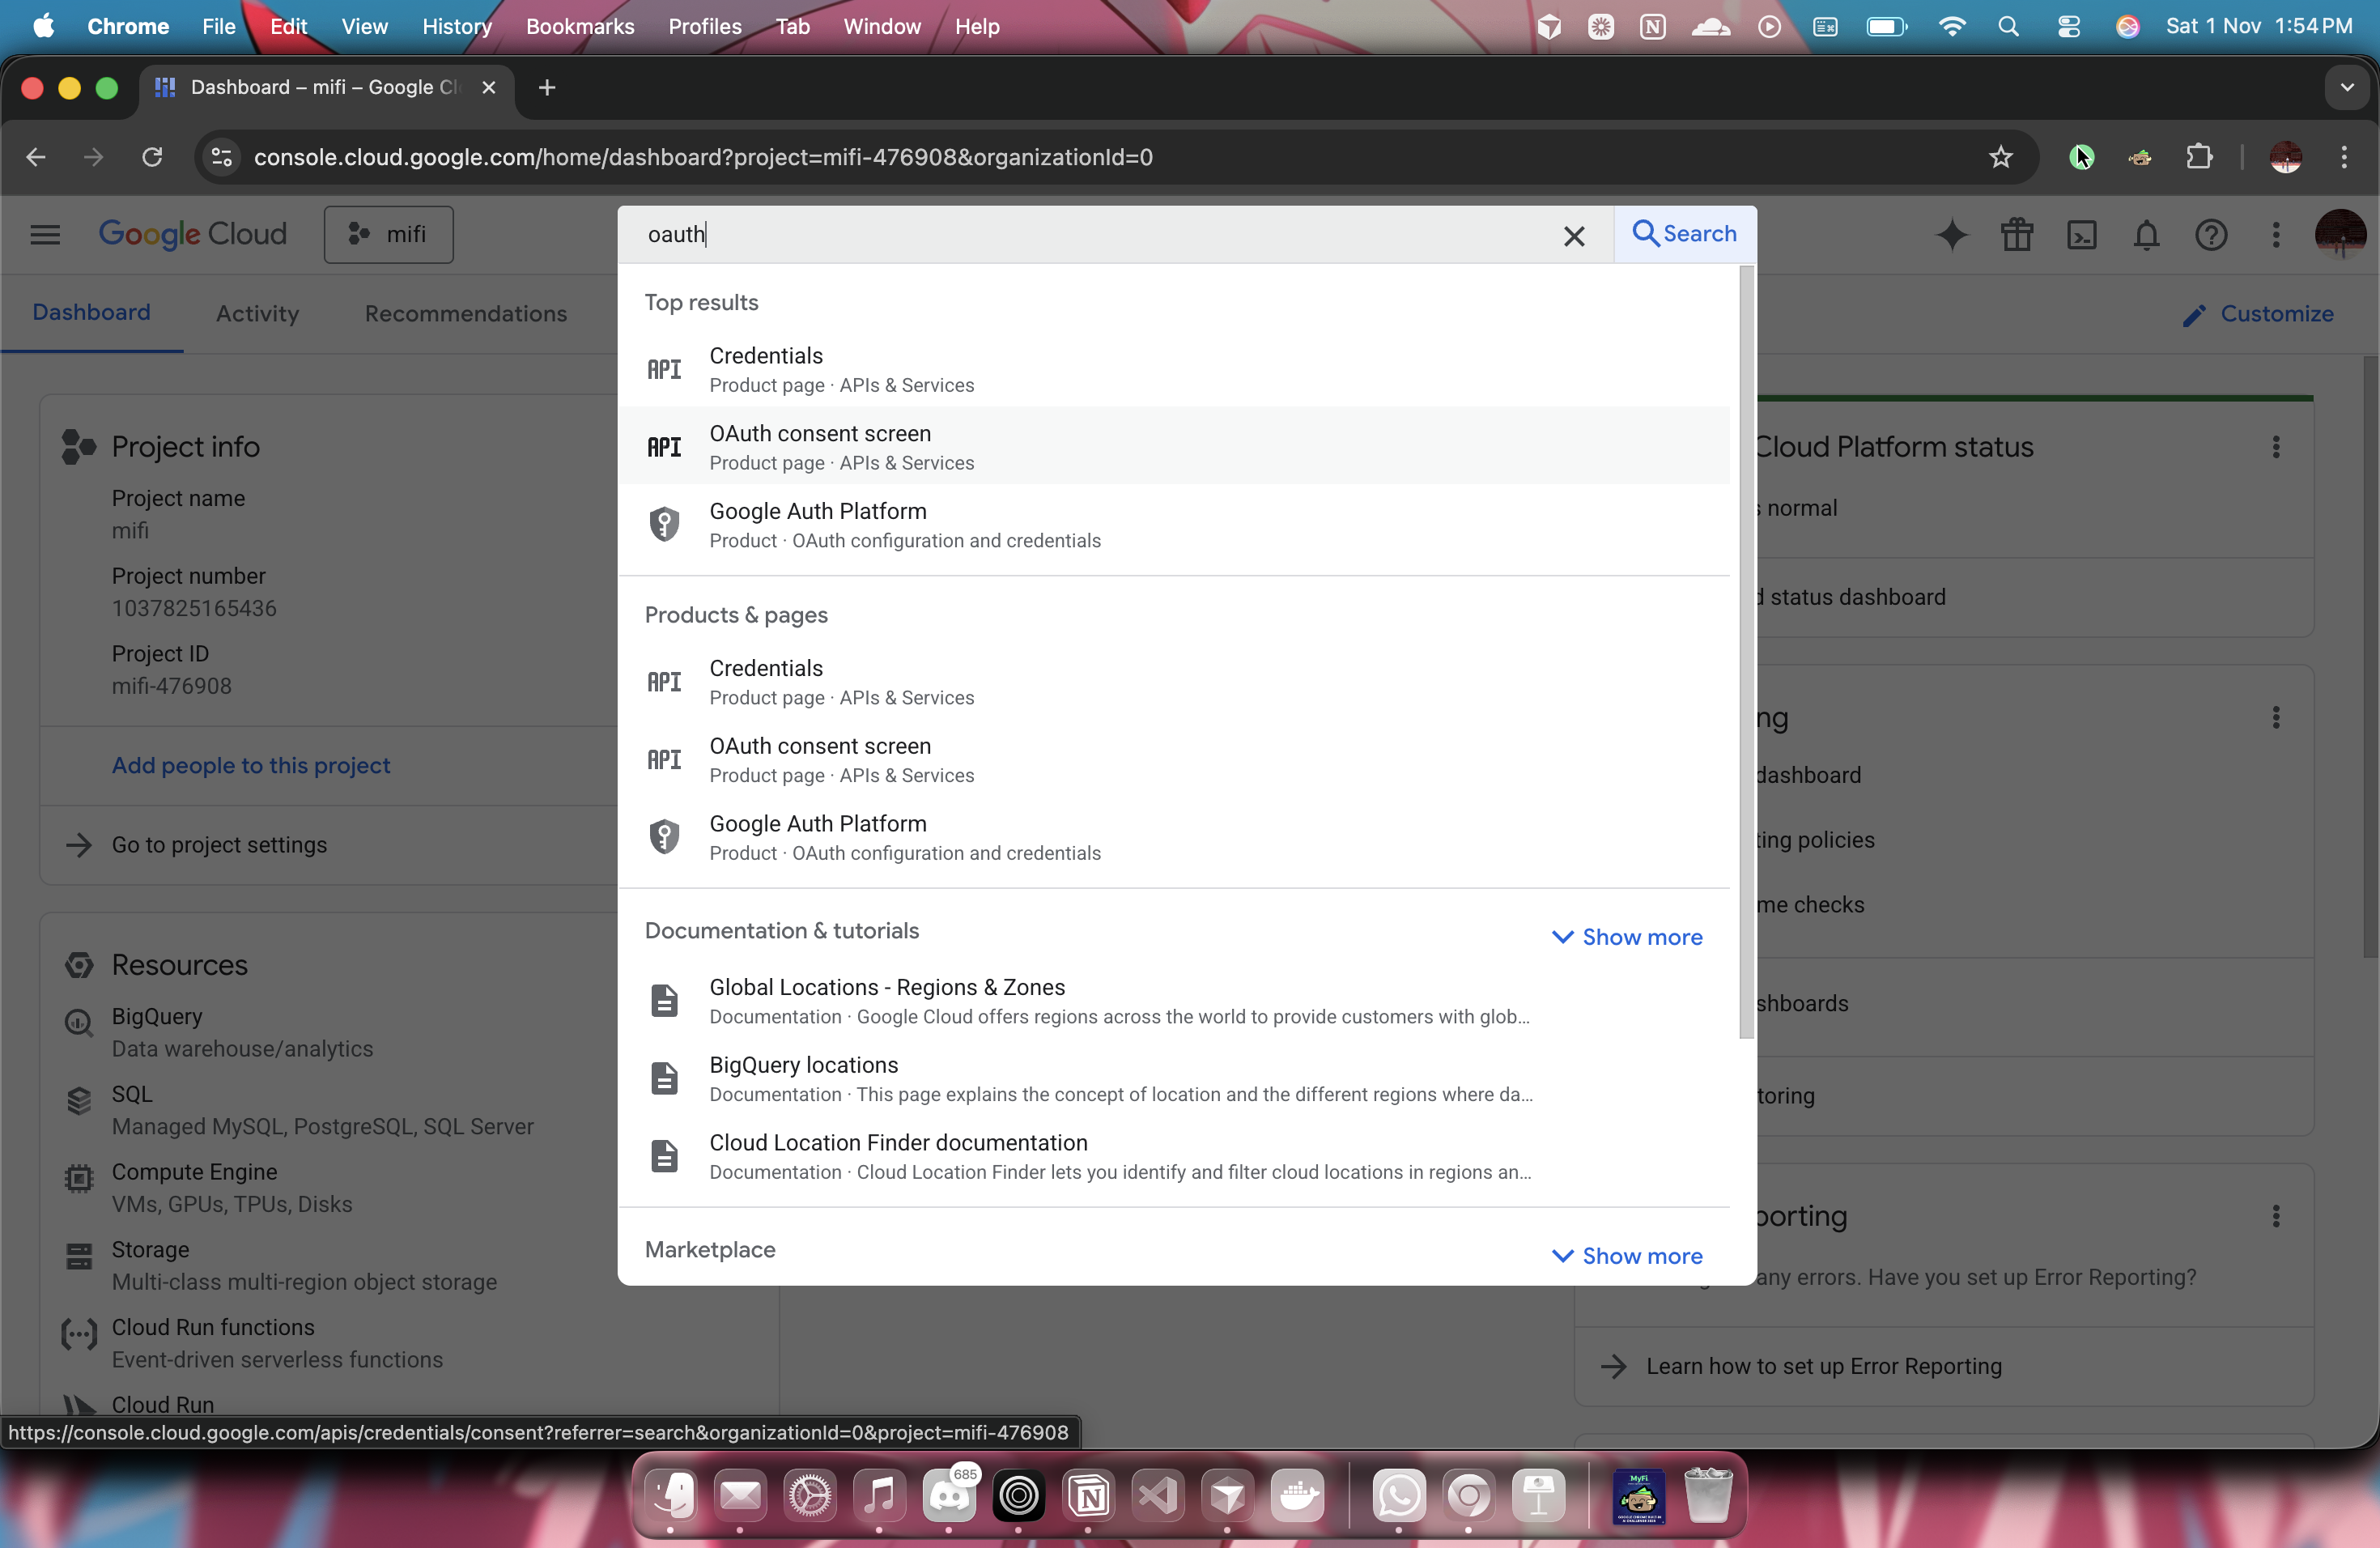 Chrome File Edit View History Bookmarks Profiles Tab Window Help Sat 1 Nov 1:54 PM
Dashboard – mifi – Google Cl
console.cloud.google.com/home/dashboard?project=mifi-476908&organizationId=0
Google Cloud mifi
oauth Search
Dashboard Activity Recommendations Customize
Top results
Credentials
Product page · APIs & Services
OAuth consent screen
Product page · APIs & Services
Google Auth Platform
Product · OAuth configuration and credentials
Products & pages
Credentials
Product page · APIs & Services
OAuth consent screen
Product page · APIs & Services
Google Auth Platform
Product · OAuth configuration and credentials
Documentation & tutorials
Show more
Global Locations - Regions & Zones
Documentation · Google Cloud offers regions across the world to provide customers with glob...
BigQuery locations
Documentation · This page explains the concept of location and the different regions where da...
Cloud Location Finder documentation
Documentation · Cloud Location Finder lets you identify and filter cloud locations in regions an...
Marketplace
Show more
Project info
Project name
mifi
Project number
1037825165436
Project ID
mifi-476908
Add people to this project
Go to project settings
Resources
BigQuery
Data warehouse/analytics
SQL
Managed MySQL, PostgreSQL, SQL Server
Compute Engine
VMs, GPUs, TPUs, Disks
Storage
Multi-class multi-region object storage
Cloud Run functions
Event-driven serverless functions
Cloud Run
Cloud Platform status
normal
status dashboard
ng
dashboard
ting policies
me checks
shboards
toring
porting
any errors. Have you set up Error Reporting?
Learn how to set up Error Reporting
https://console.cloud.google.com/apis/credentials/consent?referrer=search&organizationId=0&project=mifi-476908
685
MyFi